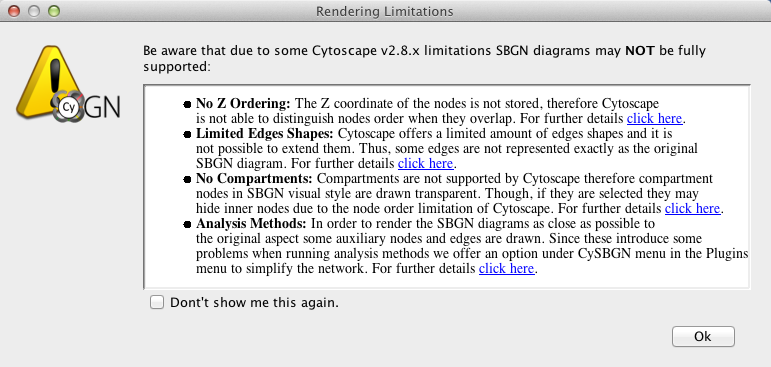 Rendering Limitations
Be aware that due to some Cytoscape v2.8.x limitations SBGN diagrams may NOT be fully
supported:
Cy GN
• No Z Ordering: The Z coordinate of the nodes is not stored, therefore Cytoscape
is not able to distinguish nodes order when they overlap. For further details click here.
• Limited Edges Shapes: Cytoscape offers a limited amount of edges shapes and it is
not possible to extend them. Thus, some edges are not represented exactly as the original
SBGN diagram. For further details click here.
• No Compartments: Compartments are not supported by Cytoscape therefore compartment
nodes in SBGN visual style are drawn transparent. Though, if they are selected they may
hide inner nodes due to the node order limitation of Cytoscape. For further details click here.
• Analysis Methods: In order to render the SBGN diagrams as close as possible to
the original aspect some auxiliary nodes and edges are drawn. Since these introduce some
problems when running analysis methods we offer an option under CySBGN menu in the Plugins
menu to simplify the network. For further details click here.
Dont't show me this again.
Ok